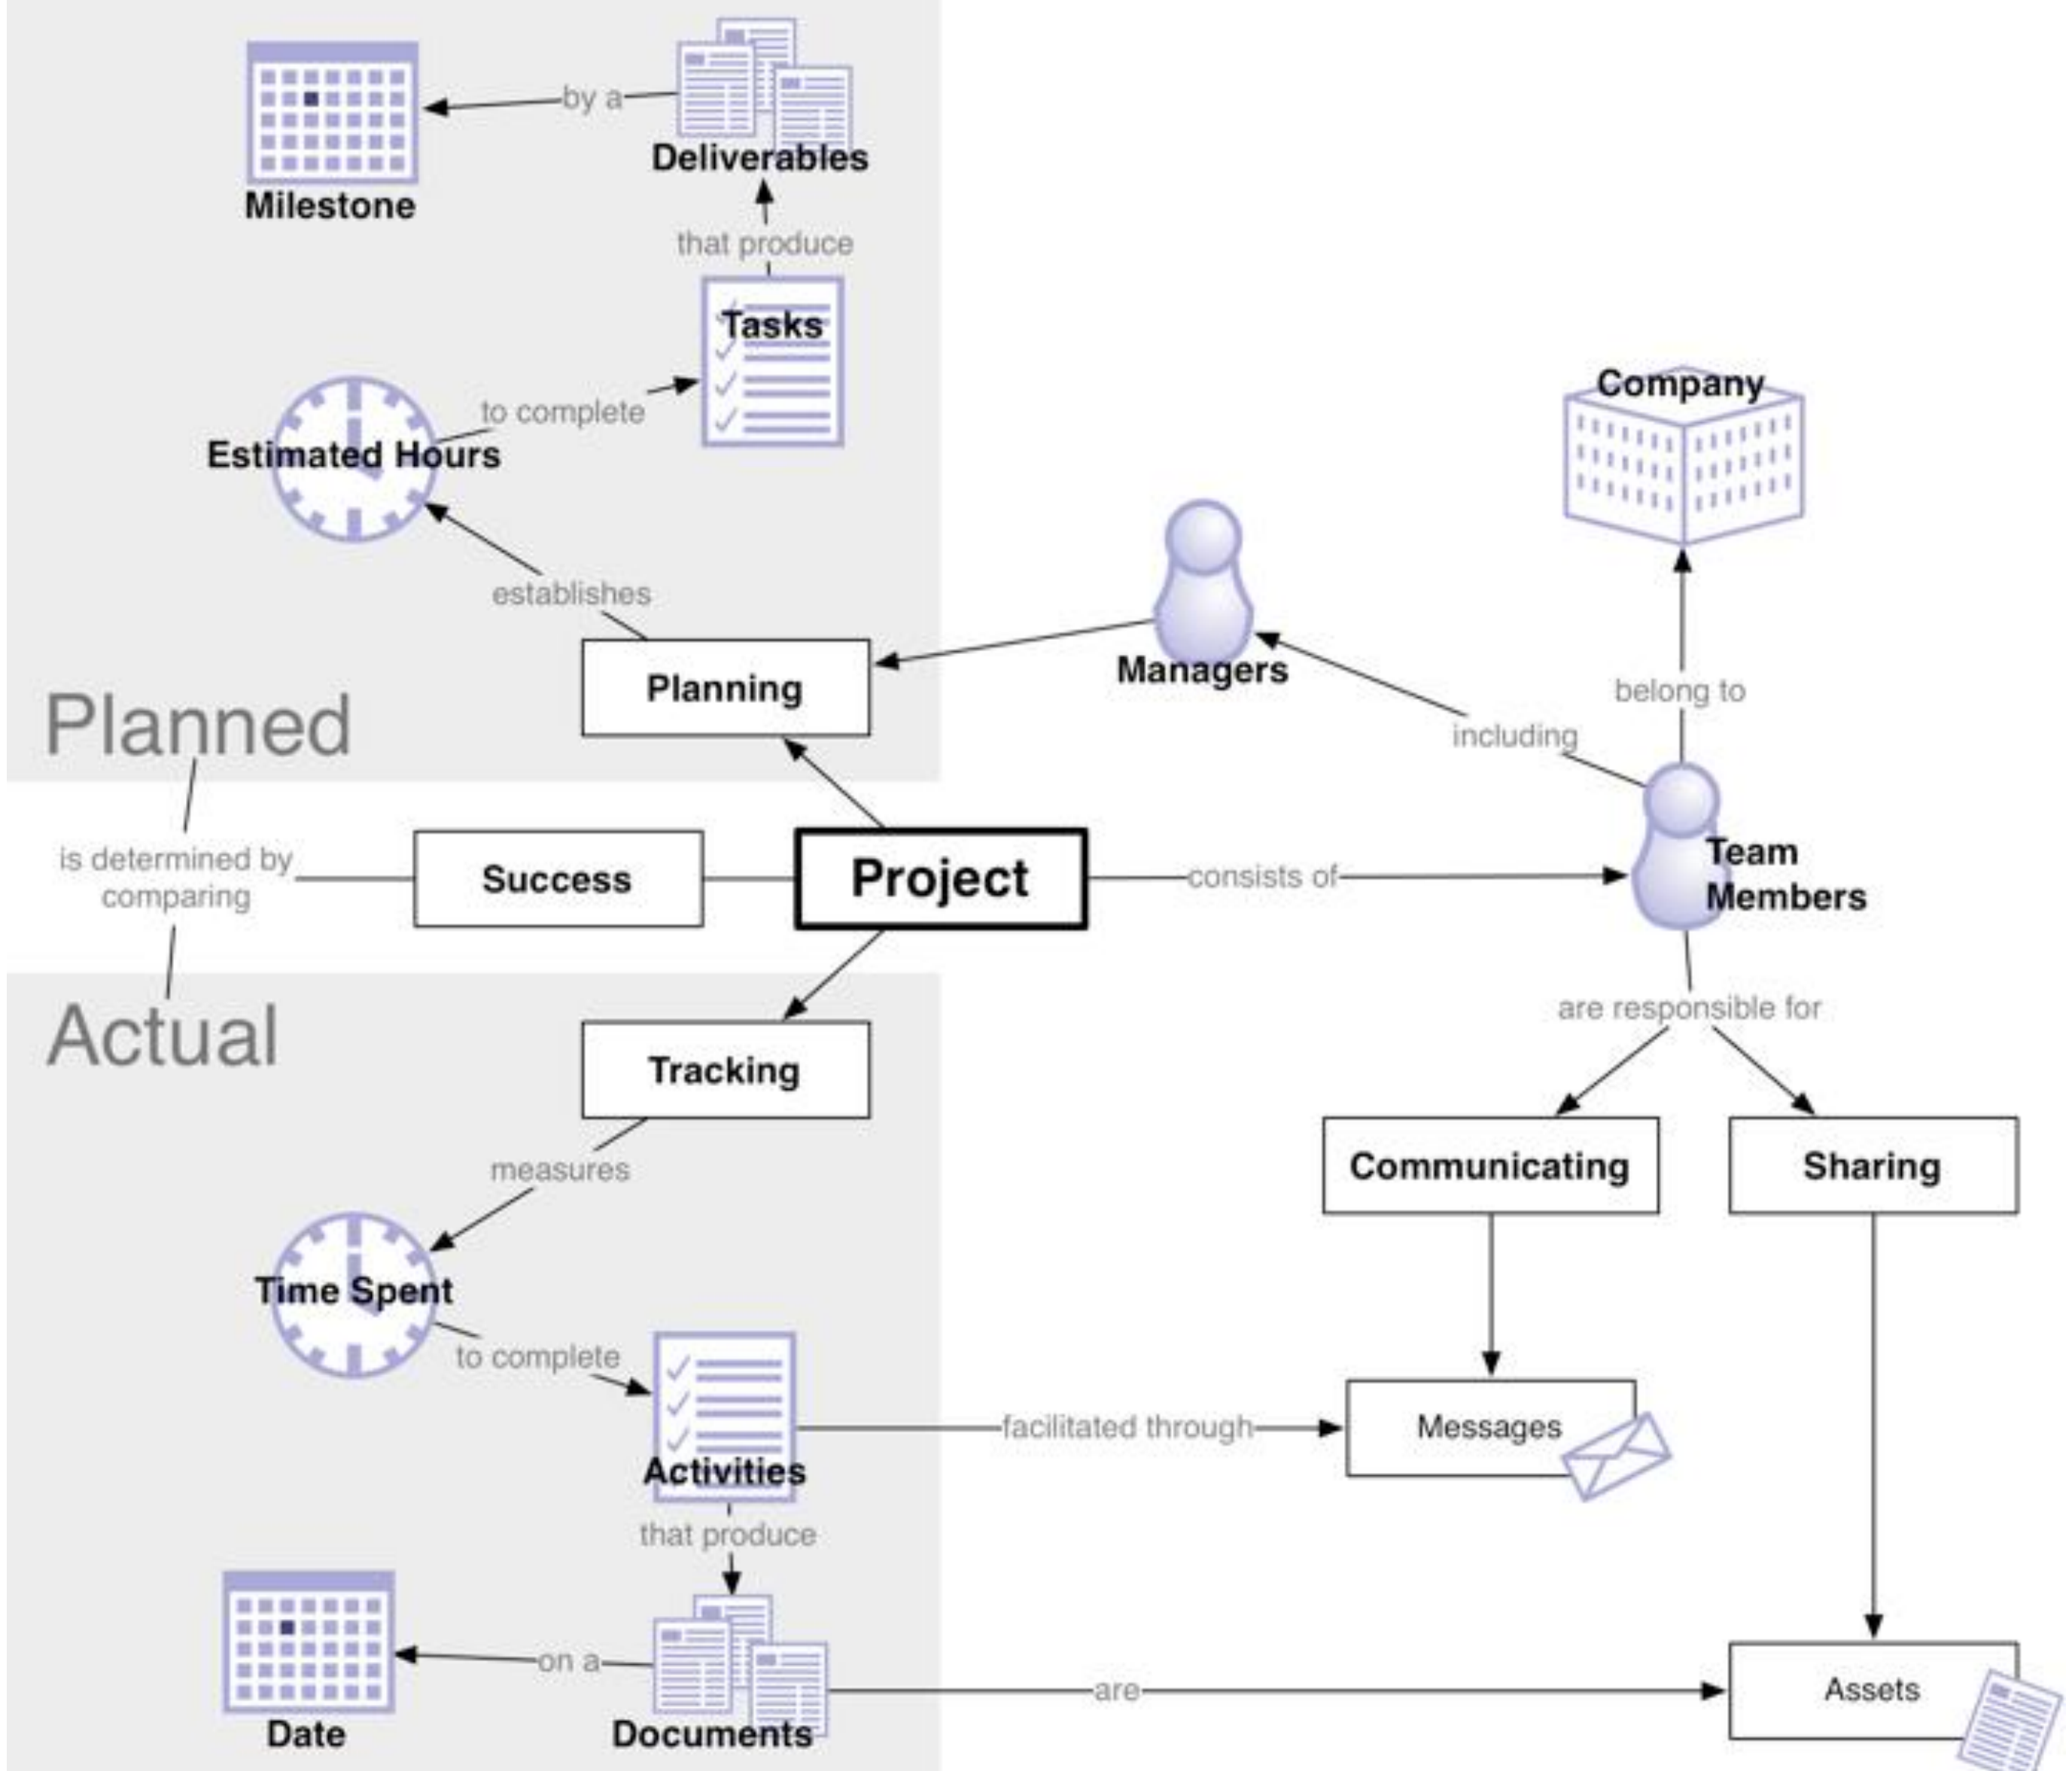 by a
Deliverables
Milestone
that produce
Tasks
to complete
Estimated Hours
Company
establishes
Planning
Managers
belong to
including
Planned
is determined by
comparing
Success
Project
consists of
Team
Members
Actual
Tracking
are responsible for
measures
Communicating
Sharing
Time Spent
to complete
Activities
facilitated through
Messages
that produce
on a
Documents
Date
are
Assets